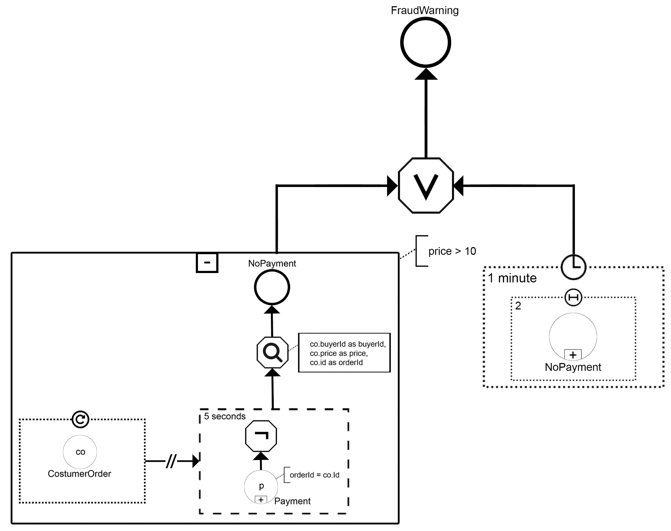 FraudWarning
V
price > 10
NoPayment
1 minute
2
NoPayment
co.buyerId as buyerId,
co.price as price,
co.id as orderId
5 seconds
co
CostumerOrder
orderId = co.Id
p
Payment